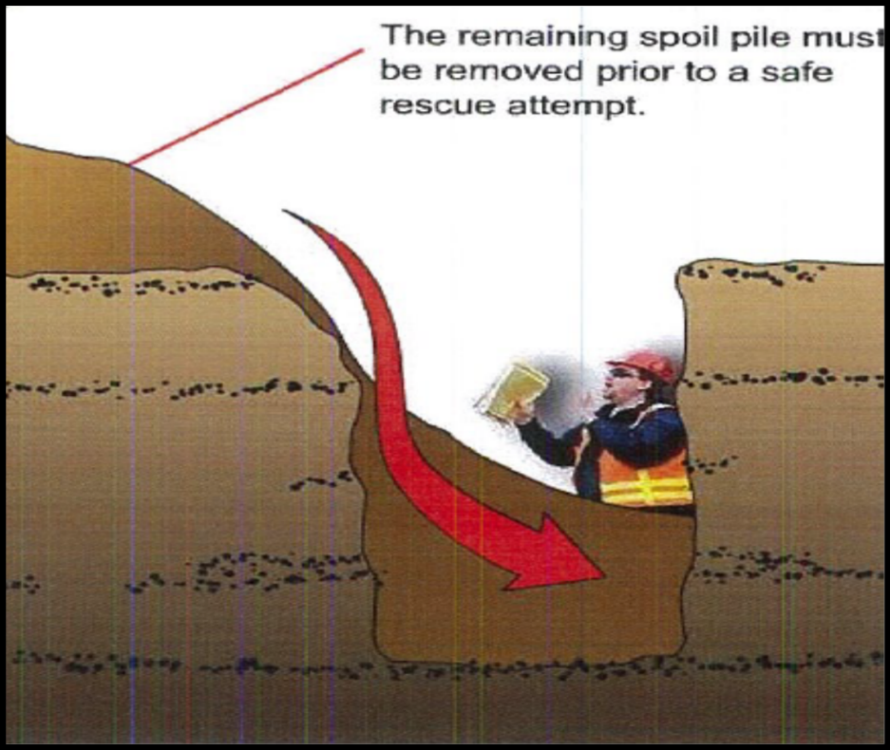 The remaining spoil pile must
be removed prior to a safe
rescue attempt.